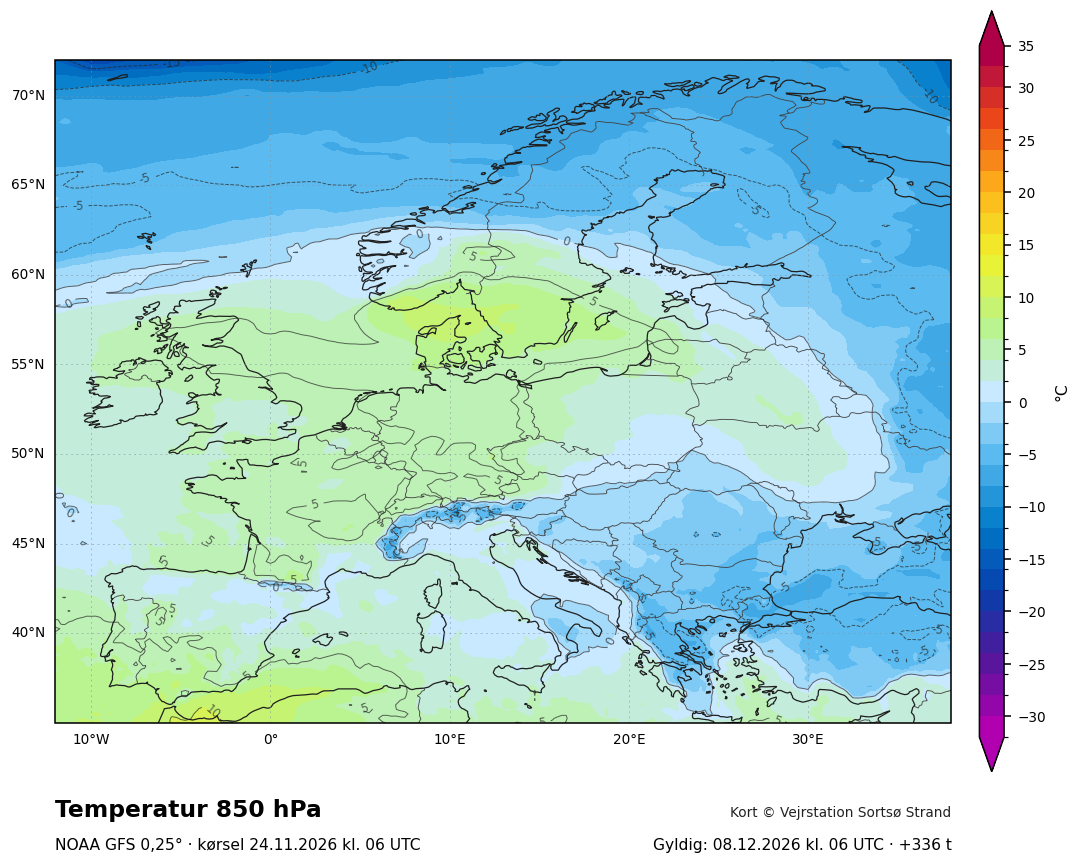 70°N
65°N
60°N
55°N
50°N
45°N
40°N
10°W
0°
10°E
20°E
30°E
35
30
25
20
15
10
5
0
−5
−10
−15
−20
−25
−30
°C
Temperatur 850 hPa
Kort © Vejrstation Sortsø Strand
NOAA GFS 0,25° · kørsel 24.11.2026 kl. 06 UTC
Gyldig: 08.12.2026 kl. 06 UTC · +336 t